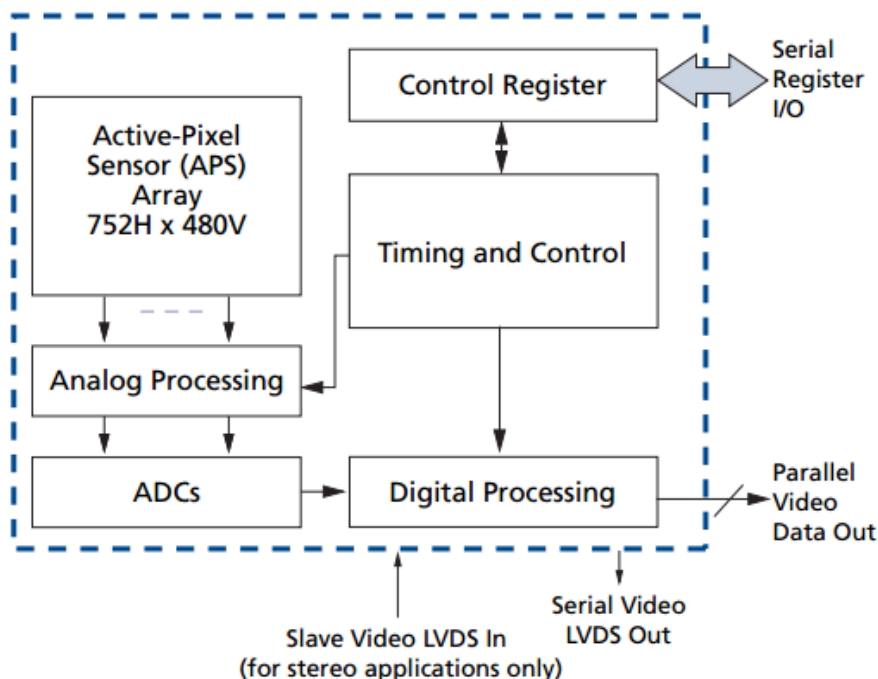 Control Register
Serial
Register
I/O
Active-Pixel
Sensor (APS)
Array
752H x 480V
Timing and Control
Analog Processing
ADCs
Digital Processing
Parallel
Video
Data Out
Slave Video LVDS In
(for stereo applications only)
Serial Video
LVDS Out